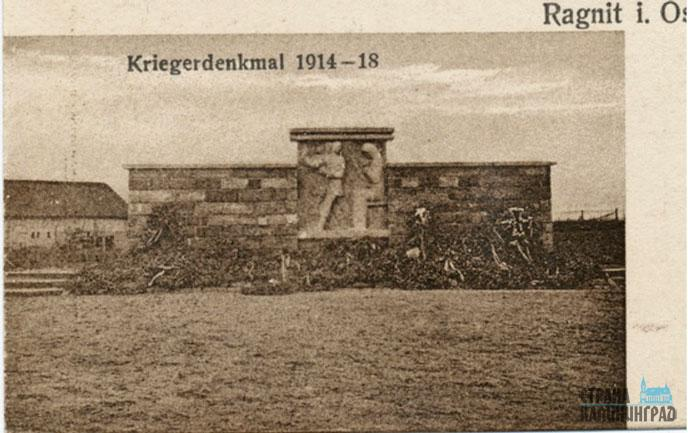 Ragnit i. Os
Kriegerdenkmal 1914-18
СТРАНА
КАЛИНИНГРАД